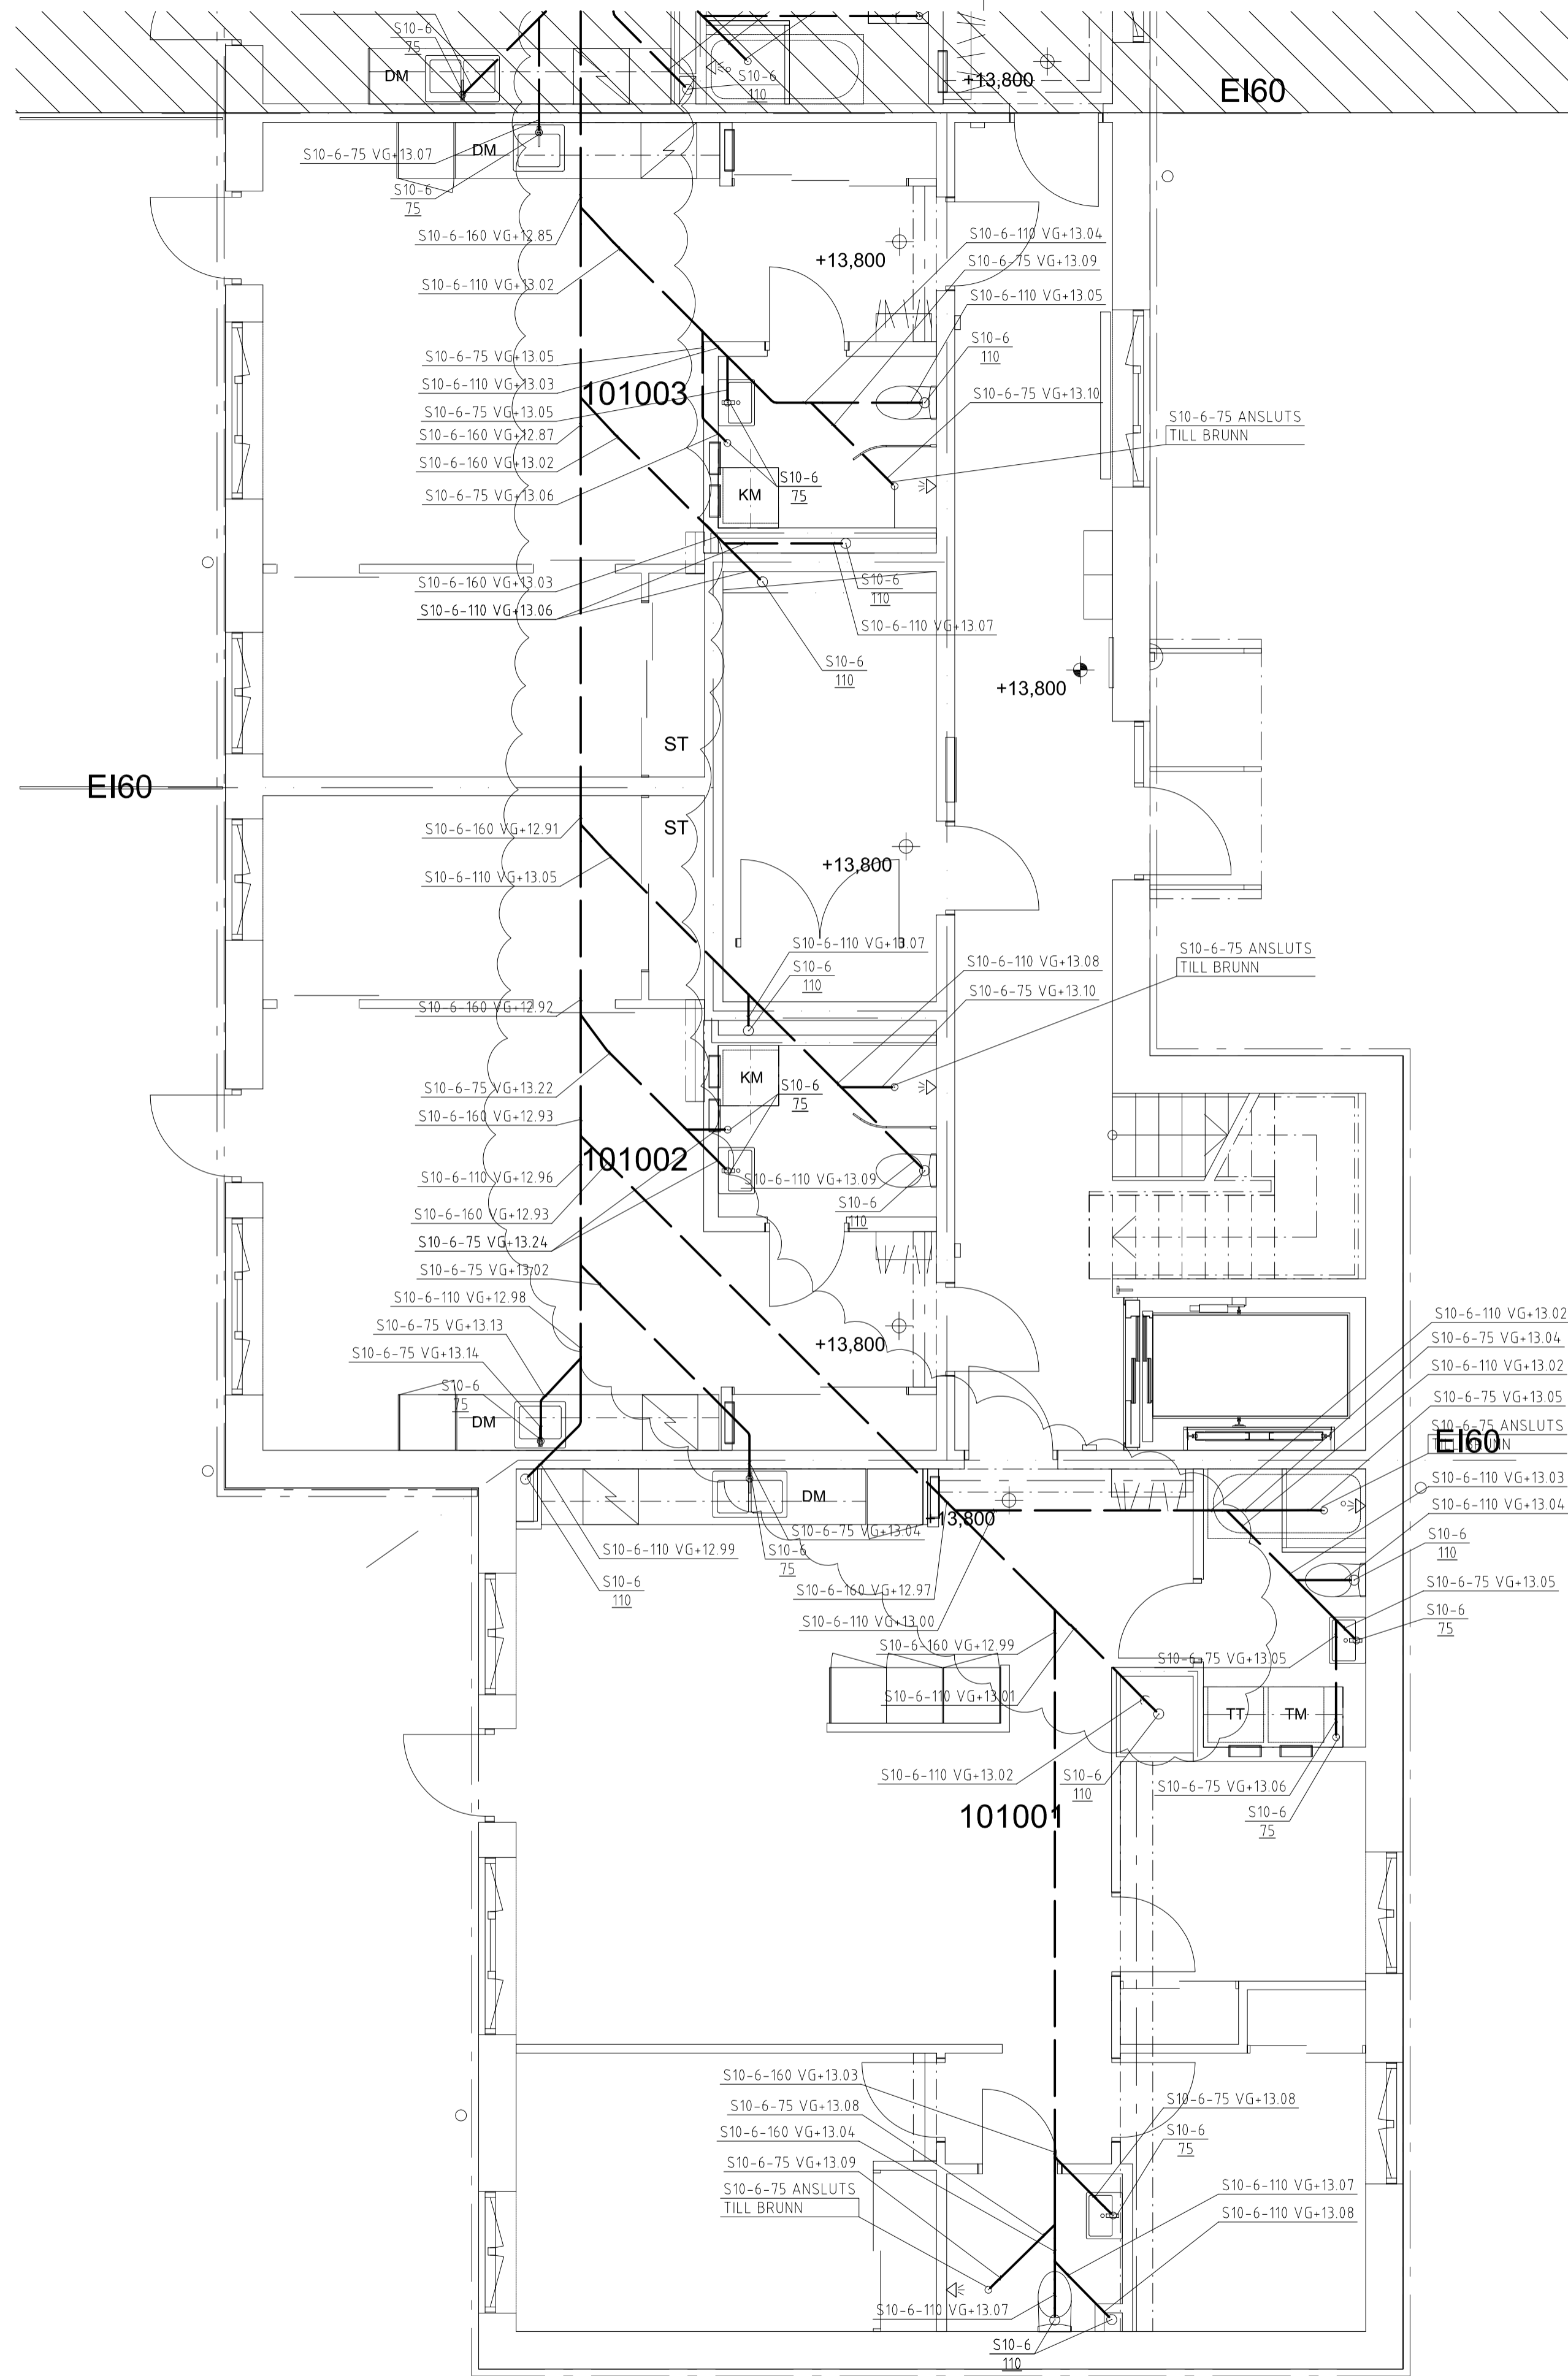 S10-6
75
DM
S10-6
110
+13,800
EI60
S10-6-75 VG+13.07
DM
S10-6
75
S10-6-160 VG+12.85
S10-6-110 VG+13.04
+13,800
S10-6-75 VG+13.09
S10-6-110 VG+13.02
S10-6-110 VG+13.05
S10-6
110
S10-6-75 VG+13.05
S10-6-110 VG+13.03
101003
S10-6-75 VG+13.10
S10-6-75 VG+13.05
S10-6-75 ANSLUTS
TILL BRUNN
S10-6-160 VG+12.87
S10-6-160 VG+13.02
S10-6
75
S10-6-75 VG+13.06
KM
S10-6-160 VG+13.03
S10-6
110
S10-6-110 VG+13.06
S10-6-110 VG+13.07
S10-6
110
+13,800
ST
EI60
ST
S10-6-160 VG+12.91
+13,800
S10-6-110 VG+13.05
S10-6-110 VG+13.07
S10-6-75 ANSLUTS
TILL BRUNN
S10-6
110
S10-6-110 VG+13.08
S10-6-75 VG+13.10
S10-6-160 VG+12.92
KM
S10-6
75
S10-6-75 VG+13.22
S10-6-160 VG+12.93
101002
S10-6-110 VG+12.96
S10-6-110 VG+13.09
S10-6
110
S10-6-160 VG+12.93
S10-6-75 VG+13.24
S10-6-75 VG+13.02
S10-6-110 VG+12.98
S10-6-110 VG+13.02
S10-6-75 VG+13.13
S10-6-75 VG+13.04
+13,800
S10-6-75 VG+13.14
S10-6-110 VG+13.02
S10-6
75
S10-6-75 VG+13.05
DM
S10-6-75 ANSLUTS
TILL BRUNN
EI60
S10-6-110 VG+13.03
DM
S10-6-110 VG+13.04
+13,800
S10-6-75 VG+13.04
S10-6-110 VG+12.99
S10-6
75
S10-6
110
S10-6
110
S10-6-160 VG+12.97
S10-6-75 VG+13.05
S10-6-110 VG+13.00
S10-6
75
S10-6-160 VG+12.99
S10-6-75 VG+13.05
S10-6-110 VG+13.01
TT
TM
S10-6-110 VG+13.02
S10-6
110
S10-6-75 VG+13.06
S10-6
75
101001
S10-6-160 VG+13.03
S10-6-75 VG+13.08
S10-6-75 VG+13.08
S10-6-160 VG+13.04
S10-6
75
S10-6-75 VG+13.09
S10-6-75 ANSLUTS
TILL BRUNN
S10-6-110 VG+13.07
S10-6-110 VG+13.08
S10-6-110 VG+13.07
S10-6
110